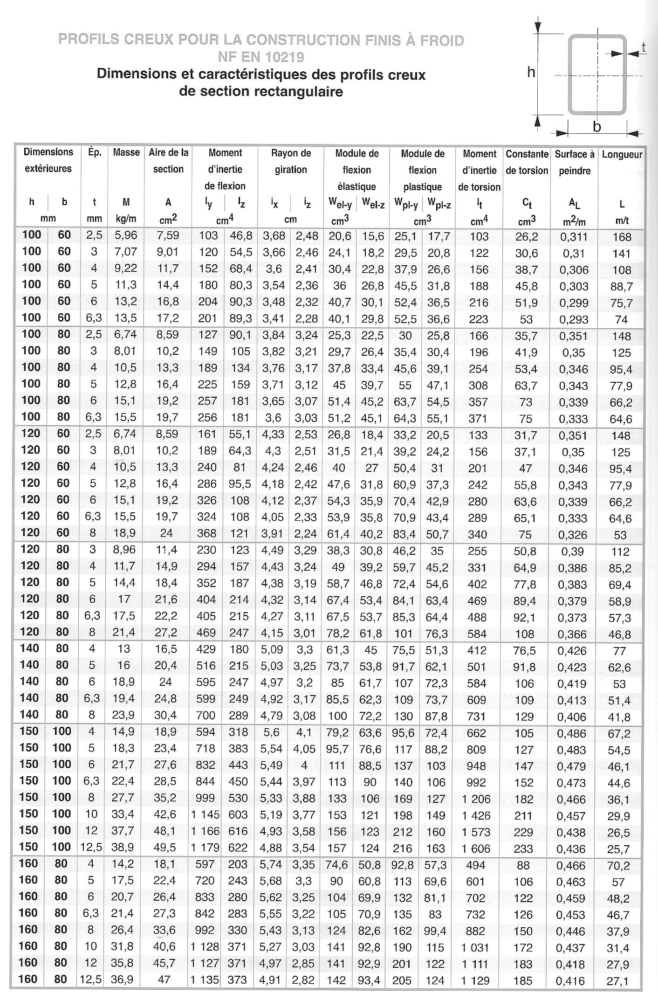 PROFILS CREUX POUR LA CONSTRUCTION FINIS À FROID
NF EN 10219
Dimensions et caractéristiques des profils creux
de section rectangulaire
h
t
b
Dimensions Ép. Masse Aire de la Moment Rayon de Module de Module de Moment Constante Surface à Longueur
extérieures section d'inertie giration flexion flexion d'inertie de torsion peindre
de flexion èlastique plastique de torsion
h b t M A Iy Iz ix iz Wel-y Wel-z Wpl-y Wpl-z It Ct AL L
mm mm kg/m cm2 cm4 cm cm3 cm3 cm4 cm3 m2/m m/t
100 60 2,5 5,96 7,59 103 46,8 3,68 2,48 20,6 15,6 25,1 17,7 103 26,2 0,311 168
100 60 3 7,07 9,01 120 54,5 3,66 2,46 24,1 18,2 29,5 20,8 122 30,6 0,31 141
100 60 4 9,22 11,7 152 68,4 3,6 2,41 30,4 22,8 37,9 26,6 156 38,7 0,306 108
100 60 5 11,3 14,4 180 80,3 3,54 2,36 36 26,8 45,5 31,8 188 45,8 0,303 88,7
100 60 6 13,2 16,8 204 90,3 3,48 2,32 40,7 30,1 52,4 36,5 216 51,9 0,299 75,7
100 60 6,3 13,5 17,2 201 89,3 3,41 2,28 40,1 29,8 52,5 36,6 223 53 0,293 74
100 80 2,5 6,74 8,59 127 90,1 3,84 3,24 25,3 22,5 30 25,8 166 35,7 0,351 148
100 80 3 8,01 10,2 149 105 3,82 3,21 29,7 26,4 35,4 30,4 196 41,9 0,35 125
100 80 4 10,5 13,3 189 134 3,76 3,17 37,8 33,4 45,6 39,1 254 53,4 0,346 95,4
100 80 5 12,8 16,4 225 159 3,71 3,12 45 39,7 55 47,1 308 63,7 0,343 77,9
100 80 6 15,1 19,2 257 181 3,65 3,07 51,4 45,2 63,7 54,5 357 73 0,339 66,2
100 80 6,3 15,5 19,7 256 181 3,6 3,03 51,2 45,1 64,3 55,1 371 75 0,333 64,6
120 60 2,5 6,74 8,59 161 55,1 4,33 2,53 26,8 18,4 33,2 20,5 133 31,7 0,351 148
120 60 3 8,01 10,2 189 64,3 4,3 2,51 31,5 21,4 39,2 24,2 156 37,1 0,35 125
120 60 4 10,5 13,3 240 81 4,24 2,46 40 27 50,4 31 201 47 0,346 95,4
120 60 5 12,8 16,4 286 95,5 4,18 2,42 47,6 31,8 60,9 37,3 242 55,8 0,343 77,9
120 60 6 15,1 19,2 326 108 4,12 2,37 54,3 35,9 70,4 42,9 280 63,6 0,339 66,2
120 60 6,3 15,5 19,7 324 108 4,05 2,33 53,9 35,8 70,9 43,4 289 65,1 0,333 64,6
120 60 8 18,9 24 368 121 3,91 2,24 61,4 40,2 83,4 50,7 340 75 0,326 53
120 80 3 8,96 11,4 230 123 4,49 3,29 38,3 30,8 46,2 35 255 50,8 0,39 112
120 80 4 11,7 14,9 294 157 4,43 3,24 49 39,2 59,7 45,2 331 64,9 0,386 85,2
120 80 5 14,4 18,4 352 187 4,38 3,19 58,7 46,8 72,4 54,6 402 77,8 0,383 69,4
120 80 6 17 21,6 404 214 4,32 3,14 67,4 53,4 84,1 63,4 469 89,4 0,379 58,9
120 80 6,3 17,5 22,2 405 215 4,27 3,11 67,5 53,7 85,3 64,4 488 92,1 0,373 57,3
120 80 8 21,4 27,2 469 247 4,15 3,01 78,2 61,8 101 76,3 584 108 0,366 46,8
140 80 4 13 16,5 429 180 5,09 3,3 61,3 45 75,5 51,3 412 76,5 0,426 77
140 80 5 16 20,4 516 215 5,03 3,25 73,7 53,8 91,7 62,1 501 91,8 0,423 62,6
140 80 6 18,9 24 595 247 4,97 3,2 85 61,7 107 72,3 584 106 0,419 53
140 80 6,3 19,4 24,8 599 249 4,92 3,17 85,5 62,3 109 73,7 609 109 0,413 51,4
140 80 8 23,9 30,4 700 289 4,79 3,08 100 72,2 130 87,8 731 129 0,406 41,8
150 100 4 14,9 18,9 594 318 5,6 4,1 79,2 63,6 95,6 72,4 662 105 0,486 67,2
150 100 5 18,3 23,4 718 383 5,54 4,05 95,7 76,6 117 88,2 809 127 0,483 54,5
150 100 6 21,7 27,6 832 443 5,49 4 111 88,5 137 103 948 147 0,479 46,1
150 100 6,3 22,4 28,5 844 450 5,44 3,97 113 90 140 106 992 152 0,473 44,6
150 100 8 27,7 35,2 999 530 5,33 3,88 133 106 169 127 1 206 182 0,466 36,1
150 100 10 33,4 42,6 1 145 603 5,19 3,77 153 121 198 149 1 426 211 0,457 29,9
150 100 12 37,7 48,1 1 166 616 4,93 3,58 156 123 212 160 1 573 229 0,438 26,5
150 100 12,5 38,9 49,5 1 179 622 4,88 3,54 157 124 216 163 1 606 233 0,436 25,7
160 80 4 14,2 18,1 597 203 5,74 3,35 74,6 50,8 92,8 57,3 494 88 0,466 70,2
160 80 5 17,5 22,4 720 243 5,68 3,3 90 60,8 113 69,6 601 106 0,463 57
160 80 6 20,7 26,4 833 280 5,62 3,25 104 69,9 132 81,1 702 122 0,459 48,2
160 80 6,3 21,4 27,3 842 283 5,55 3,22 105 70,9 135 83 732 126 0,453 46,7
160 80 8 26,4 33,6 992 330 5,43 3,13 124 82,6 162 99,4 882 150 0,446 37,9
160 80 10 31,8 40,6 1 128 371 5,27 3,03 141 92,8 190 115 1 031 172 0,437 31,4
160 80 12 35,8 45,7 1 127 371 4,97 2,85 141 92,9 201 122 1 111 183 0,418 27,9
160 80 12,5 36,9 47 1 135 373 4,91 2,82 142 93,4 205 124 1 129 185 0,416 27,1